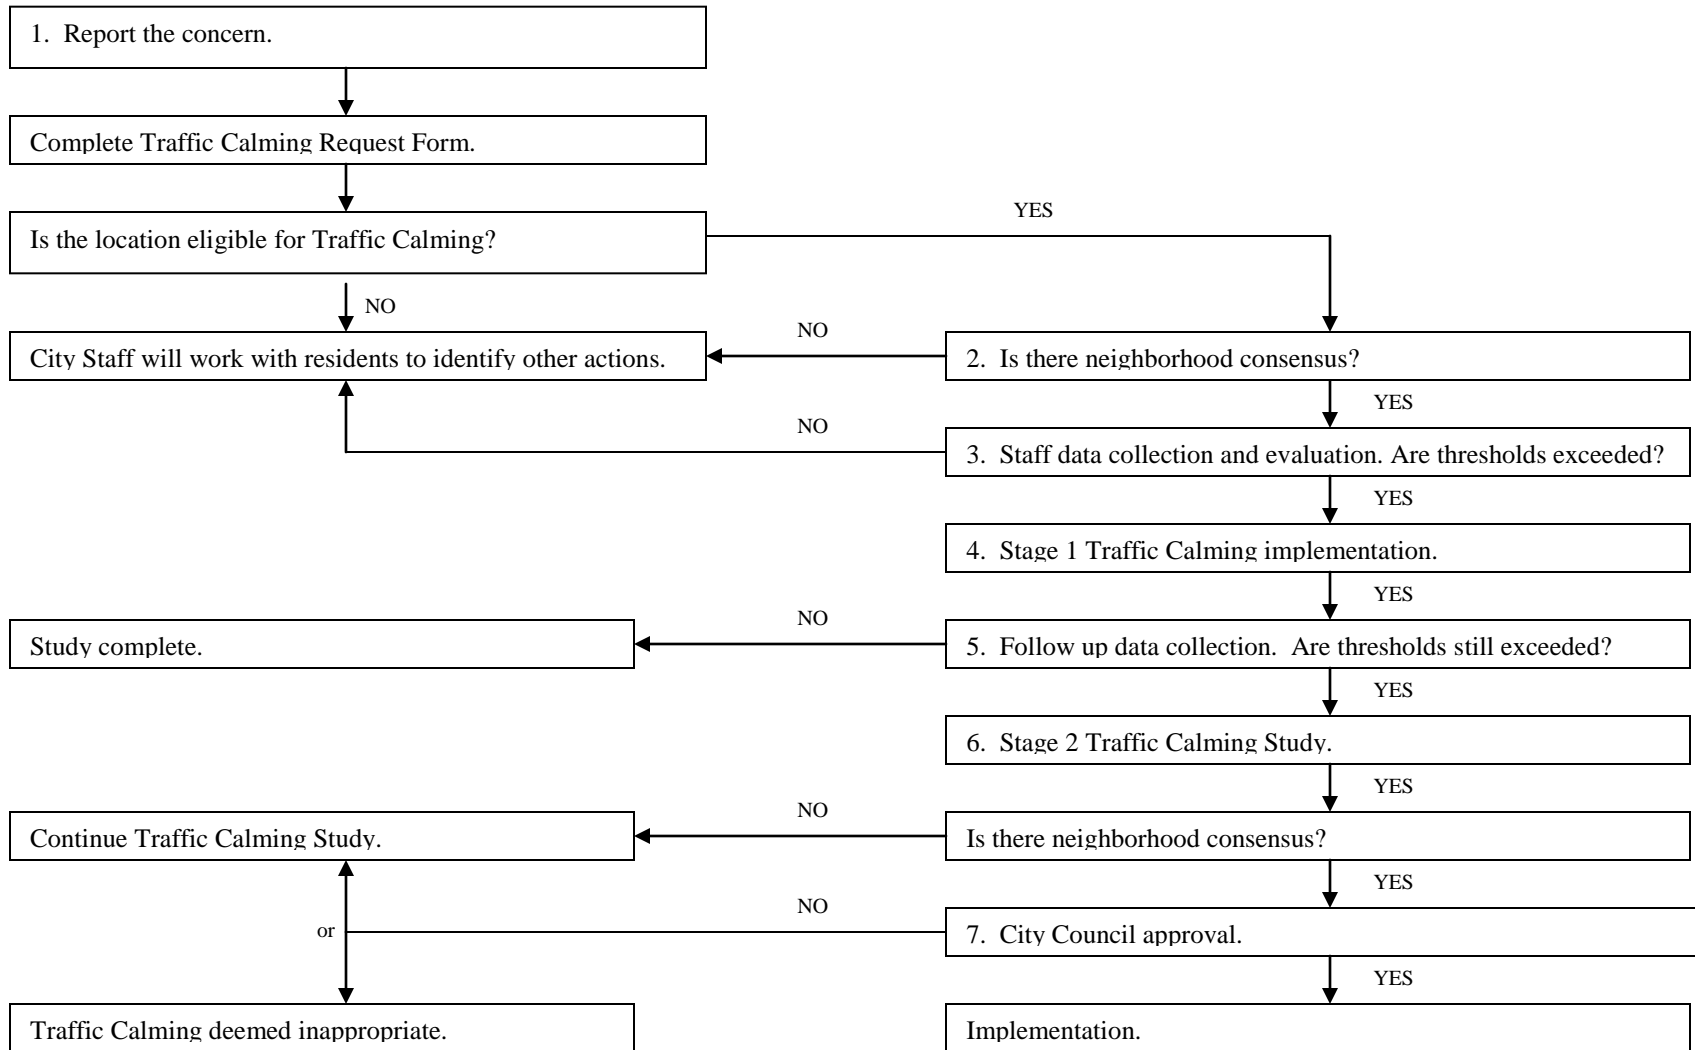 1.  Report the concern.
Complete Traffic Calming Request Form.
Is the location eligible for Traffic Calming?
YES
NO
City Staff will work with residents to identify other actions.
NO
2.  Is there neighborhood consensus?
YES
NO
3.  Staff data collection and evaluation. Are thresholds exceeded?
YES
4.  Stage 1 Traffic Calming implementation.
YES
Study complete.
NO
5.  Follow up data collection.  Are thresholds still exceeded?
YES
6.  Stage 2 Traffic Calming Study.
YES
Continue Traffic Calming Study.
NO
Is there neighborhood consensus?
YES
or
NO
7.  City Council approval.
YES
Traffic Calming deemed inappropriate.
Implementation.